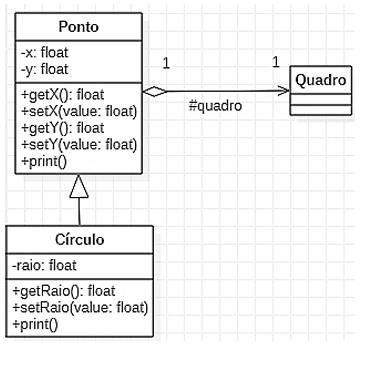 Ponto
-x: float
-y: float
+getX(): float
+setX(value: float)
+getY(): float
+setY(value: float)
+print()
1
1
#quadro
Quadro
Círculo
-raio: float
+getRaio(): float
+setRaio(value: float)
+print()